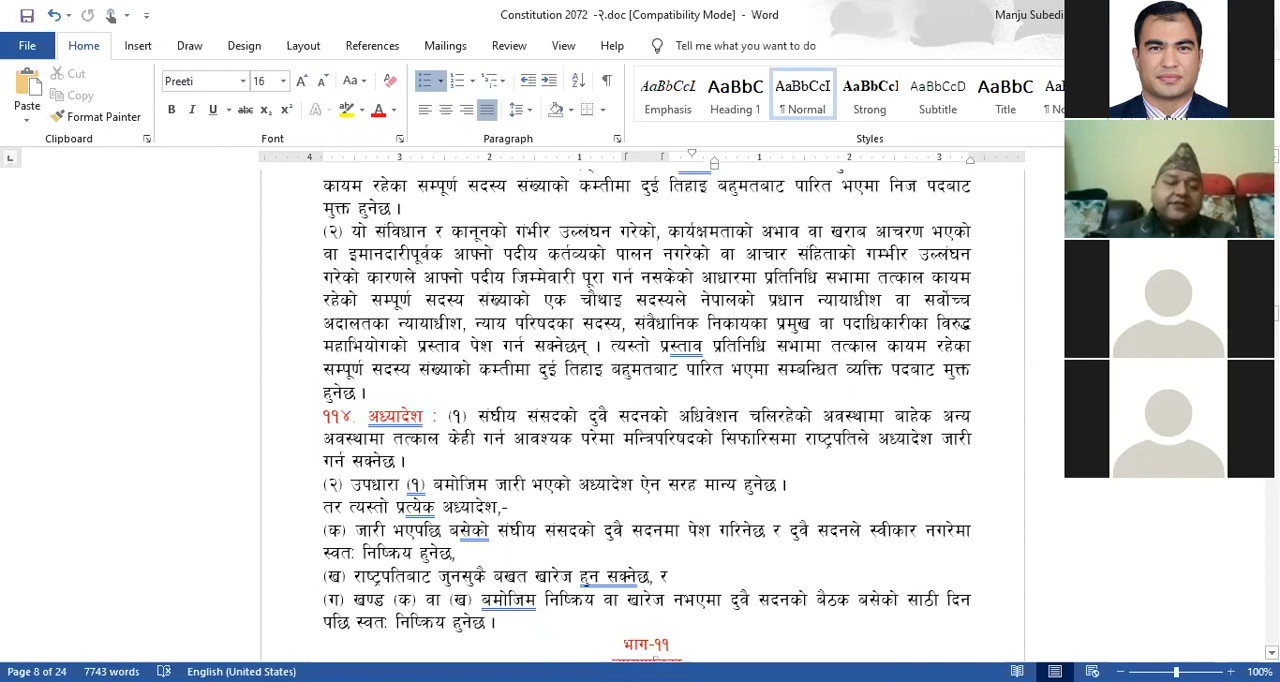 Constitution 2072 -२.doc [Compatibility Mode] - Word
Manju Subedi
File Home Insert Draw Design Layout References Mailings Review View Help Tell me what you want to do
Paste
Cut
Copy
Format Painter
Clipboard
Preeti 16
Font
Paragraph
AaBbCcI AaBbC AaBbCcI AaBbCcI AaBbCcD AaBbC AaBbCc
Emphasis Heading 1 ¶ Normal Strong Subtitle Title ¶ No
Styles
4 3 2 1 1 2 3
कायम रहेका सम्पूर्ण सदस्य संख्याको कम्तीमा दुई तिहाइ बहुमतबाट पारित भएमा निज पदबाट
मुक्त हुनेछ ।
(२) यो संविधान र कानूनको गंभीर उल्लंघन गरेको, कार्यक्षमताको अभाव वा खराब आचरण भएको
वा इमानदारीपूर्वक आफ्नो पदीय कर्तव्यको पालन नगरेको वा आचार संहिताको गम्भीर उल्लंघन
गरेको कारणले आफ्नो पदीय जिम्मेवारी पूरा गर्न नसकेको आधारमा प्रतिनिधि सभामा तत्काल कायम
रहेको सम्पूर्ण सदस्य संख्याको एक चौथाइ सदस्यले नेपालको प्रधान न्यायाधीश वा सर्वोच्च
अदालतका न्यायाधीश, न्याय परिषदका सदस्य, संवैधानिक निकायका प्रमुख वा पदाधिकारीका विरुद्ध
महाभियोगको प्रस्ताव पेश गर्न सक्नेछन् । त्यस्तो प्रस्ताव प्रतिनिधि सभामा तत्काल कायम रहेका
सम्पूर्ण सदस्य संख्याको कम्तीमा दुई तिहाइ बहुमतबाट पारित भएमा सम्बन्धित व्यक्ति पदबाट मुक्त
हुनेछ ।
११४. अध्यादेश : (१) संघीय संसदको दुवै सदनको अधिवेशन चलिरहेको अवस्थामा बाहेक अन्य
अवस्थामा तत्काल केही गर्न आवश्यक परेमा मन्त्रिपरिषदको सिफारिसमा राष्ट्रपतिले अध्यादेश जारी
गर्न सक्नेछ ।
(२) उपधारा (१) बमोजिम जारी भएको अध्यादेश ऐन सरह मान्य हुनेछ ।
तर त्यस्तो प्रत्येक अध्यादेश,-
(क) जारी भएपछि बसेको संघीय संसदको दुवै सदनमा पेश गरिनेछ र दुवै सदनले स्वीकार नगरेमा
स्वतः निष्क्रिय हुनेछ,
(ख) राष्ट्रपतिबाट जुनसुकै बखत खारेज हुन सक्नेछ, र
(ग) खण्ड (क) वा (ख) बमोजिम निष्क्रिय वा खारेज नभएमा दुवै सदनको बैठक बसेको साठी दिन
पछि स्वतः निष्क्रिय हुनेछ ।
भाग-११
Page 8 of 24 7743 words English (United States) 100%